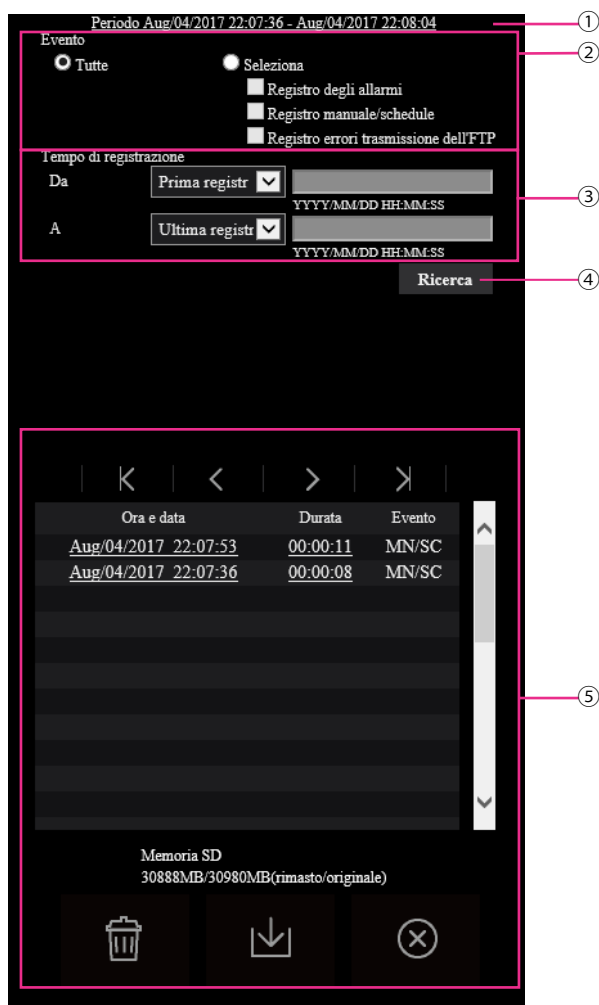 Periodo Aug/04/2017 22:07:36 - Aug/04/2017 22:08:04
①
Evento
②
Tutte
Seleziona
Registro degli allarmi
Registro manuale/schedule
Registro errori trasmissione dell'FTP
Tempo di registrazione
Da
Prima registr
③
YYYY/MM/DD HH:MM:SS
A
Ultima registr
YYYY/MM/DD HH:MM:SS
Ricerca
④
Ora e data Durata Evento
Aug/04/2017 22:07:53 00:00:11 MN/SC
Aug/04/2017 22:07:36 00:00:08 MN/SC
⑤
Memoria SD
30888MB/30980MB(rimasto/originale)